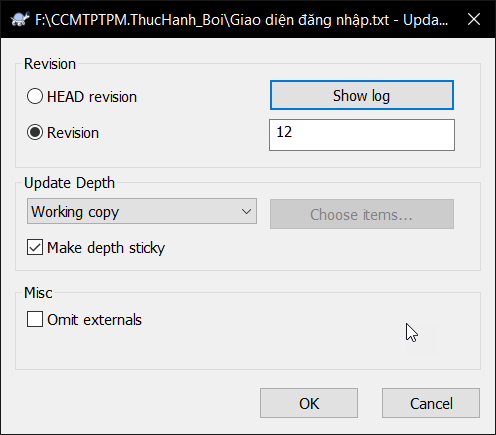 F:\CCMTPTPM.ThucHanh_Boi\Giao diện đăng nhập.txt - Upda...
Revision
HEAD revision
Show log
Revision
12
Update Depth
Working copy
Choose items...
Make depth sticky
Misc
Omit externals
OK
Cancel